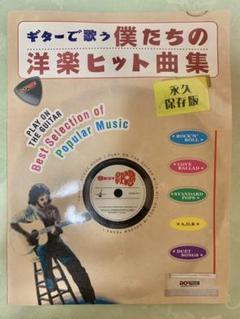 ギターで歌う 僕たちの
洋楽ヒット曲集
永久
保存版
PLAY ON
THE GUITAR
Best Selection of
Popular Music
ROCK'N'
ROLL
LOVE
BALLAD
STANDARD
POPS
A.O.R
DUET
SONGS